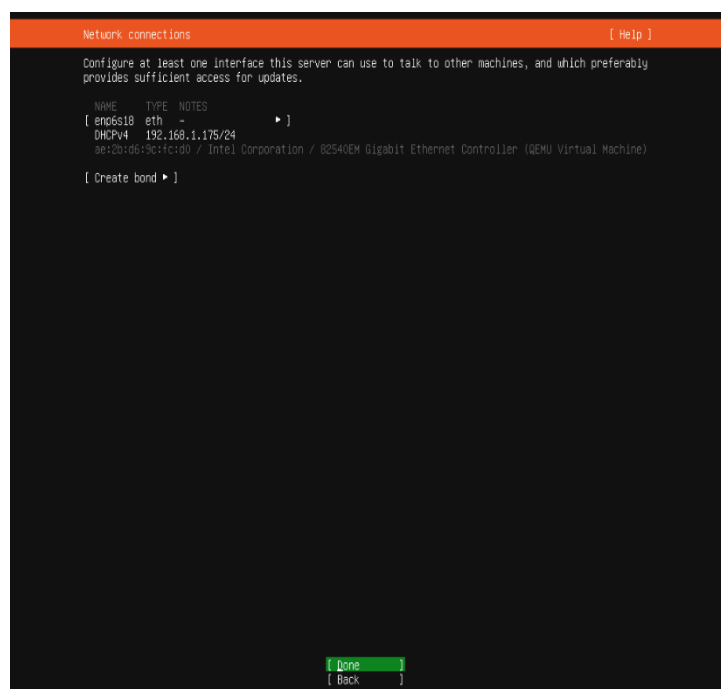 Network connections [ Help ]
Configure at least one interface this server can use to talk to other machines, and which preferably
provides sufficient access for updates.
NAME TYPE NOTES
[ enp6s18 eth - ▸ ]
DHCPv4 192.168.1.175/24
ae:2b:d6:9c:fc:d0 / Intel Corporation / 82540EM Gigabit Ethernet Controller (QEMU Virtual Machine)
[ Create bond ▸ ]
[ Done ]
[ Back ]